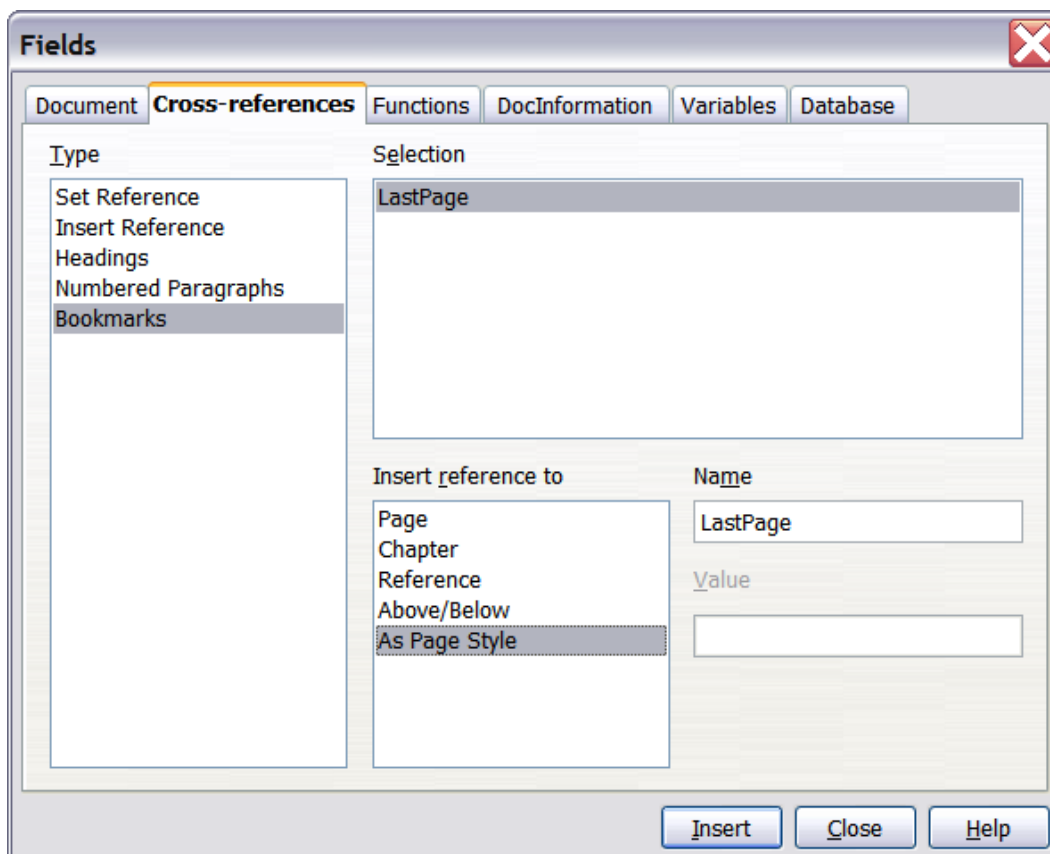 Fields
Document Cross-references Functions DocInformation Variables Database
Type
Set Reference
Insert Reference
Headings
Numbered Paragraphs
Bookmarks
Selection
LastPage
Insert reference to
Page
Chapter
Reference
Above/Below
As Page Style
Name
LastPage
Value
Insert Close Help